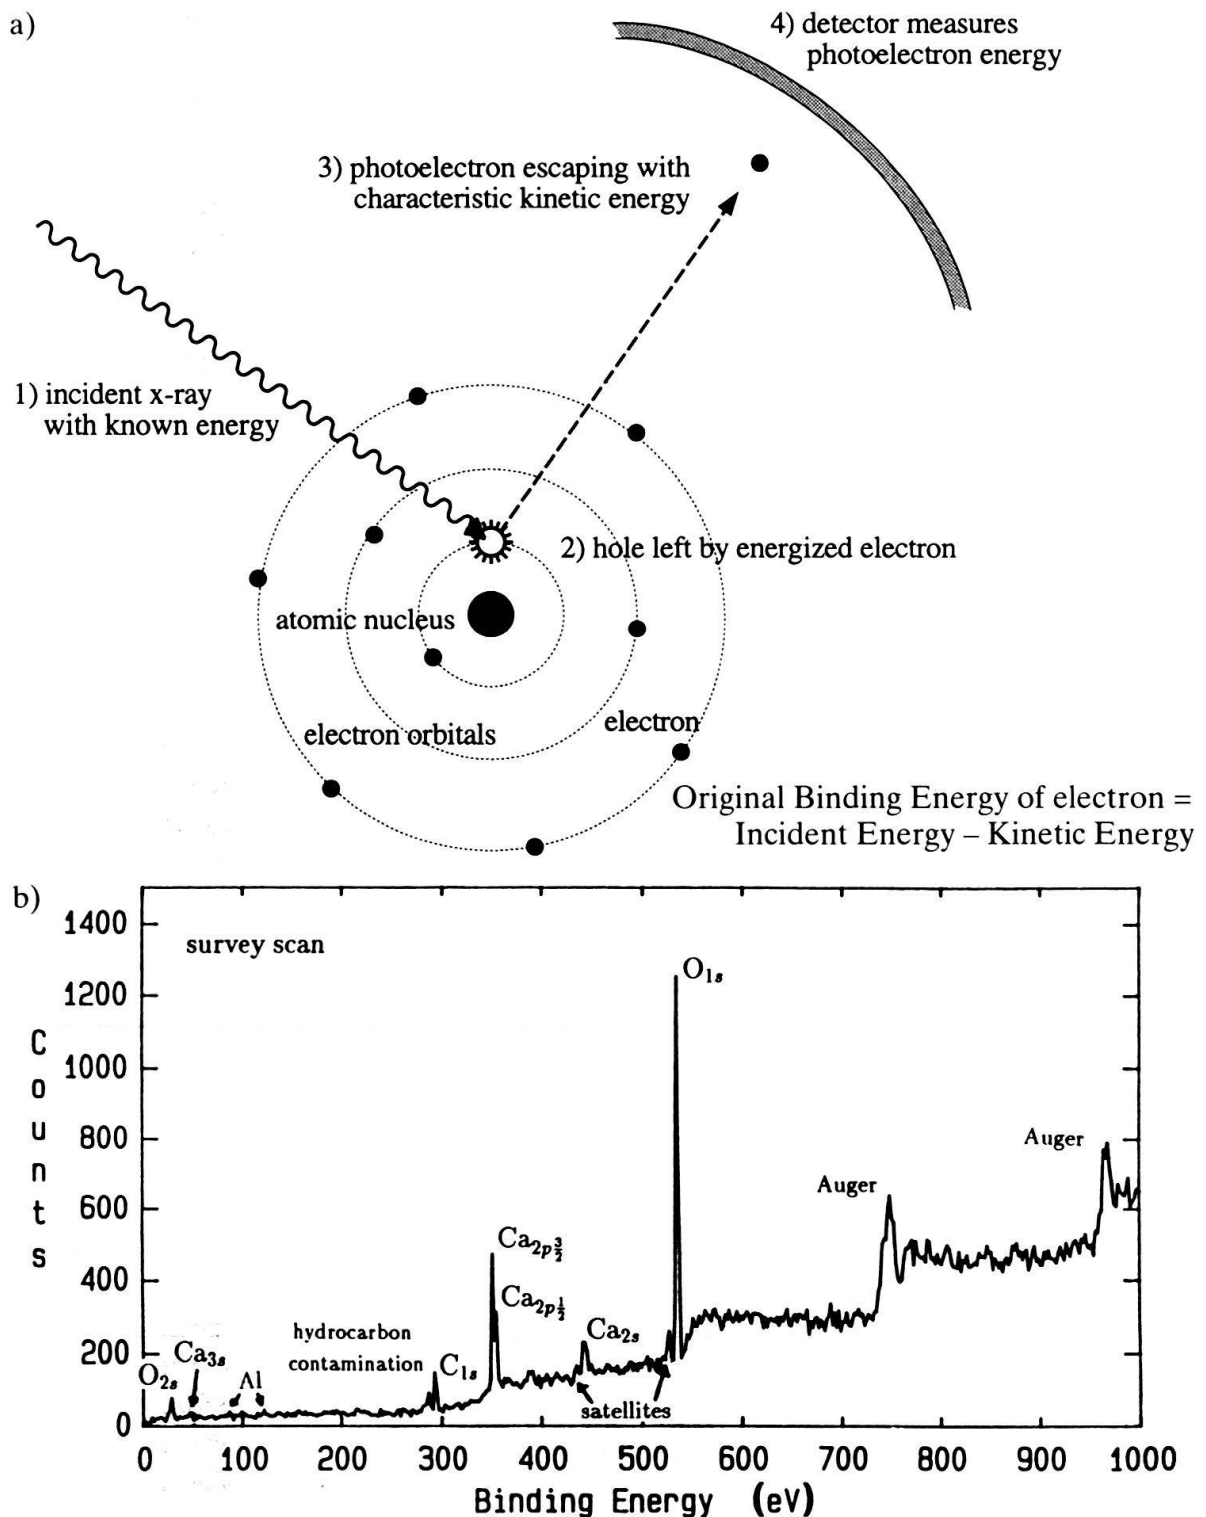 a)
4) detector measures
photoelectron energy
3) photoelectron escaping with
characteristic kinetic energy
1) incident x-ray
with known energy
2) hole left by energized electron
atomic nucleus
electron orbitals
electron
Original Binding Energy of electron =
Incident Energy – Kinetic Energy
b)
survey scan
1400
1200
1000
800
600
400
200
0
Counts
O1s
Auger
Auger
Ca2p3/2
Ca2p1/2
Ca2s
hydrocarbon
contamination
C1s
O2s
Ca3s
Al
satellites
0 100 200 300 400 500 600 700 800 900 1000
Binding Energy (eV)